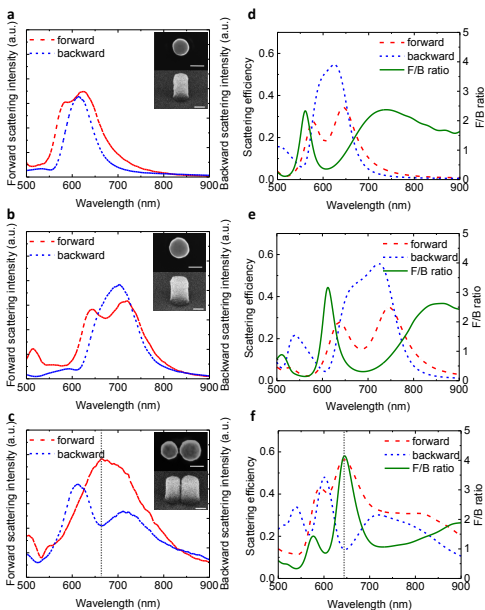 a
Forward scattering intensity (a.u.)
forward
backward
Backward scattering intensity (a.u.)
500 600 700 800 900
Wavelength (nm)
d
Scattering efficiency
0.6
0.4
0.2
0.0
forward
backward
F/B ratio
5
4
3
2
1
0
F/B ratio
500 600 700 800 900
Wavelength (nm)
b
Forward scattering intensity (a.u.)
forward
backward
Backward scattering intensity (a.u.)
500 600 700 800 900
Wavelength (nm)
e
Scattering efficiency
0.6
0.4
0.2
0.0
forward
backward
F/B ratio
5
4
3
2
1
0
F/B ratio
500 600 700 800 900
Wavelength (nm)
c
Forward scattering intensity (a.u.)
forward
backward
Backward scattering intensity (a.u.)
500 600 700 800 900
Wavelength (nm)
f
Scattering efficiency
0.6
0.4
0.2
0.0
forward
backward
F/B ratio
5
4
3
2
1
0
F/B ratio
500 600 700 800 900
Wavelength (nm)